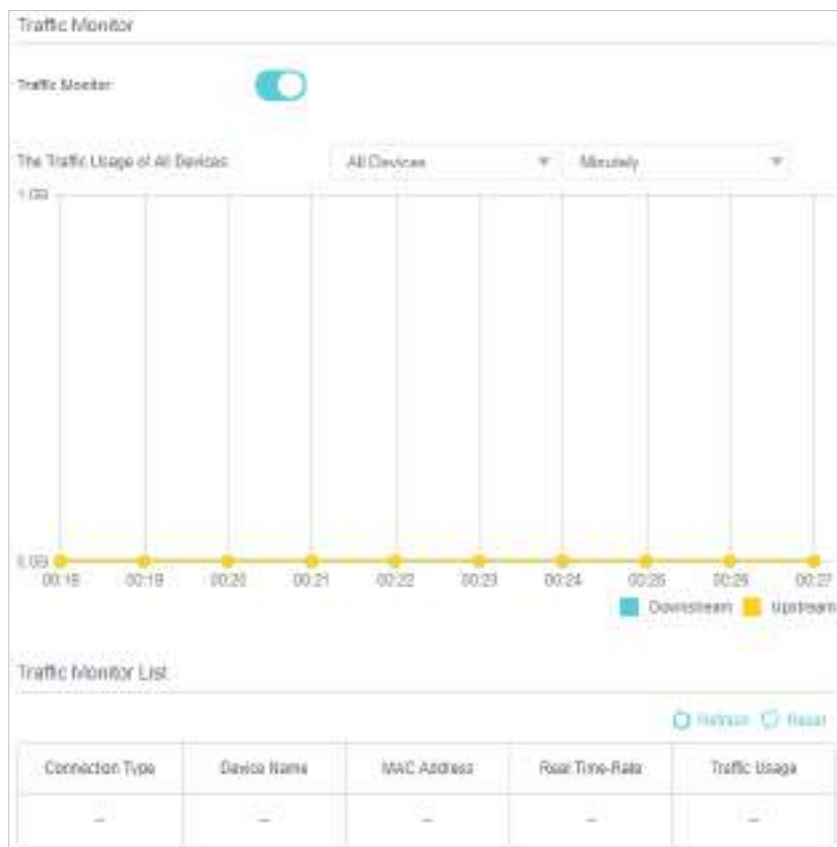 Traffic Monitor
Traffic Monitor
The Traffic Usage of All Devices All Devices Minutely
1.0B
0.0B
00:18 00:19 00:20 00:21 00:22 00:23 00:24 00:25 00:26 00:27
Downstream Upstream
Traffic Monitor List
Refresh Reset
Connection Type Device Name MAC Address Real Time-Rate Traffic Usage
-- -- -- -- --